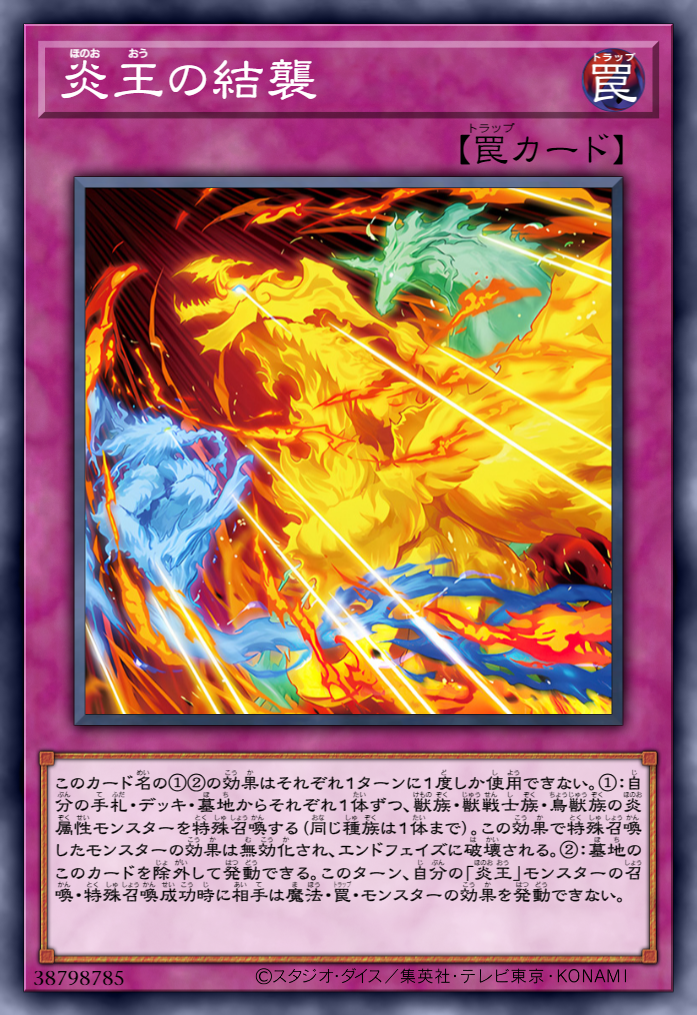 炎王の結襲
罠
【罠カード】
このカード名の①②の効果はそれぞれ1ターンに1度しか使用できない。①:自
分の手札・デッキ・墓地からそれぞれ1体ずつ、獣族・獣戦士族・鳥獣族の炎
属性モンスターを特殊召喚する(同じ種族は1体まで)。この効果で特殊召喚
したモンスターの効果は無効化され、エンドフェイズに破壊される。②:墓地の
このカードを除外して発動できる。このターン、自分の「炎王」モンスターの召
喚・特殊召喚成功時に相手は魔法・罠・モンスターの効果を発動できない。
38798785 ©スタジオ・ダイス/集英社・テレビ東京・KONAMI